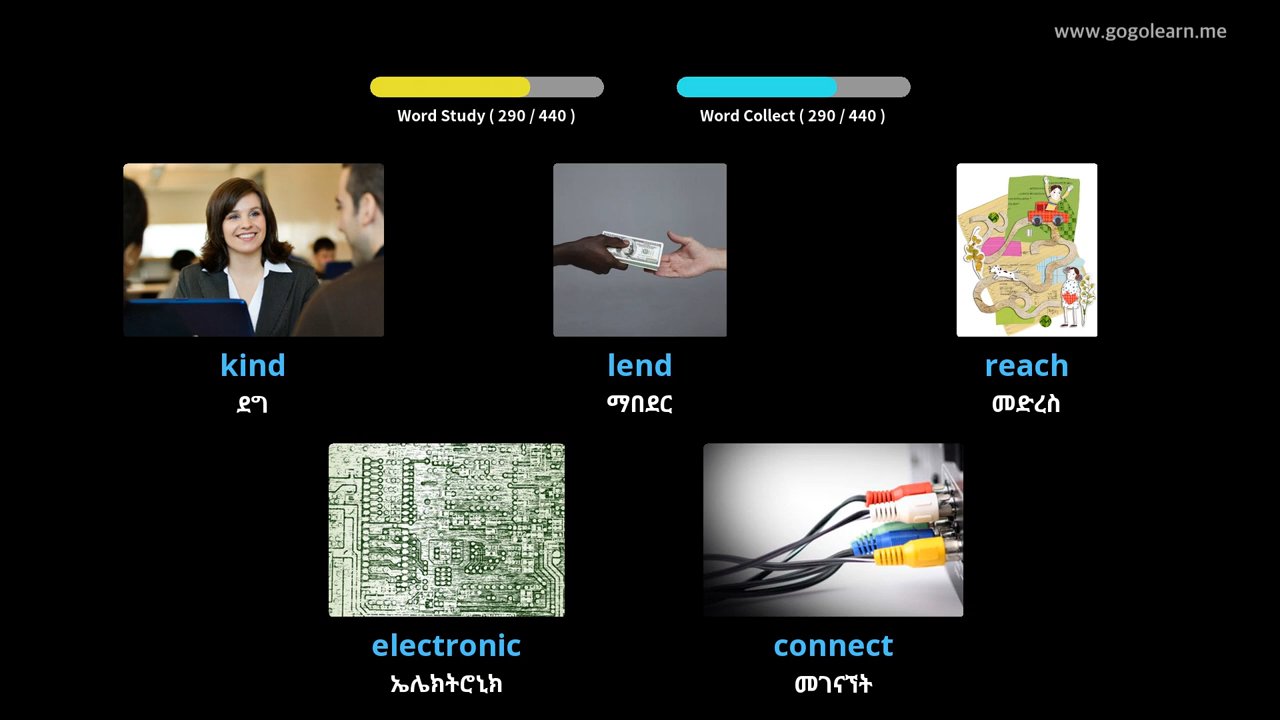 www.gogolearn.me
Word Study ( 290 / 440 )
Word Collect ( 290 / 440 )
kind
ደግ
lend
ማበደር
reach
መድረስ
electronic
ኤሌክትሮኒክ
connect
መገናኘት